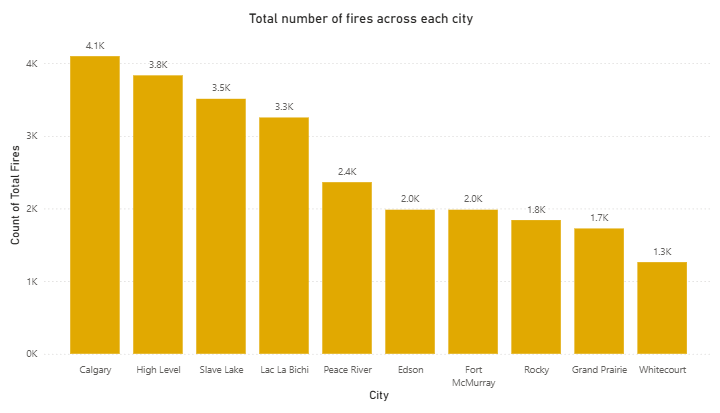 Total number of fires across each city
Count of Total Fires
4K
3K
2K
1K
0K
4.1K
3.8K
3.5K
3.3K
2.4K
2.0K
2.0K
1.8K
1.7K
1.3K
Calgary
High Level
Slave Lake
Lac La Bichi
Peace River
Edson
Fort
McMurray
Rocky
Grand Prairie
Whitecourt
City